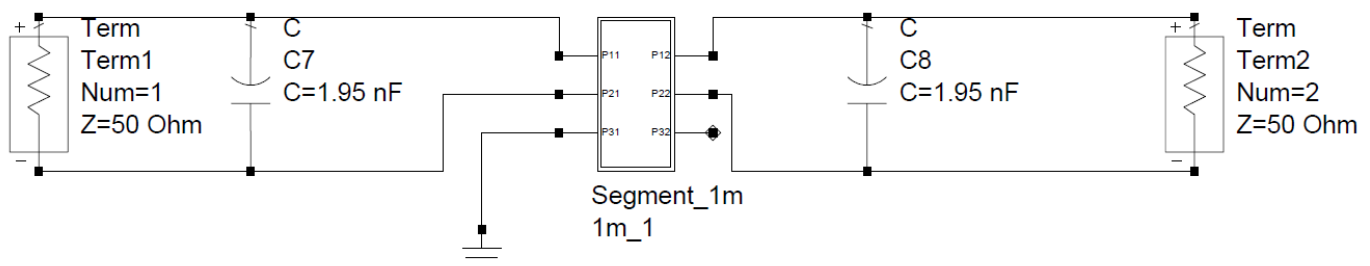 +
Term
Term1
Num=1
Z=50 Ohm
−
C
C7
C=1.95 nF
P11
P12
P21
P22
P31
P32
Segment_1m
1m_1
C
C8
C=1.95 nF
+
Term
Term2
Num=2
Z=50 Ohm
−